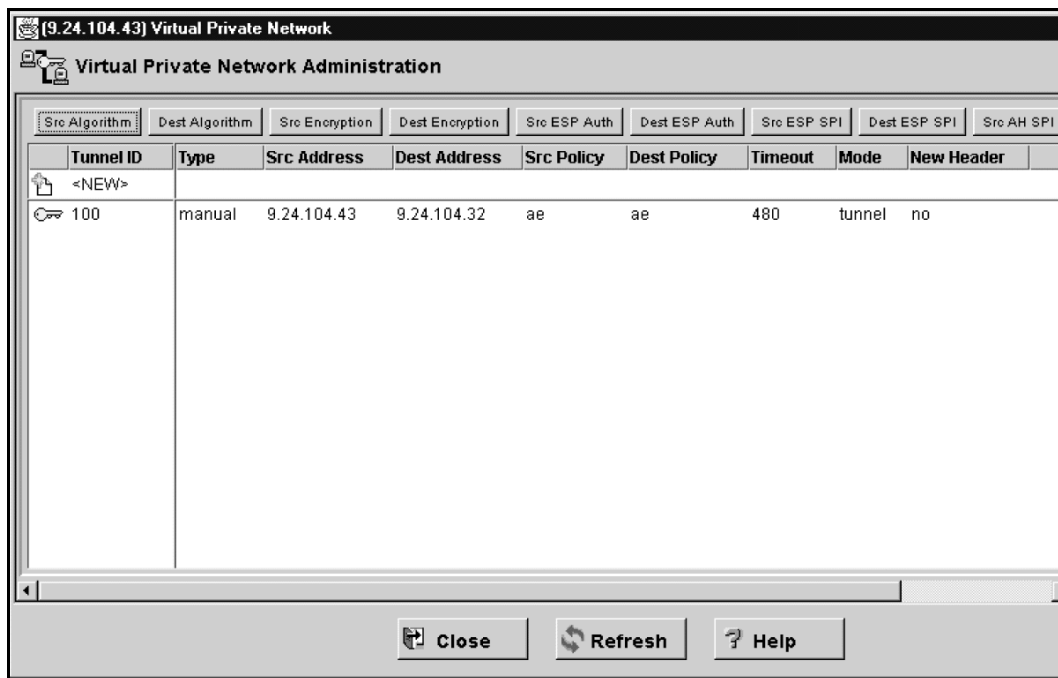 (9.24.104.43) Virtual Private Network
Virtual Private Network Administration
Src Algorithm Dest Algorithm Src Encryption Dest Encryption Src ESP Auth Dest ESP Auth Src ESP SPI Dest ESP SPI Src AH SPI
Tunnel ID Type Src Address Dest Address Src Policy Dest Policy Timeout Mode New Header
<NEW>
100 manual 9.24.104.43 9.24.104.32 ae ae 480 tunnel no
Close Refresh Help